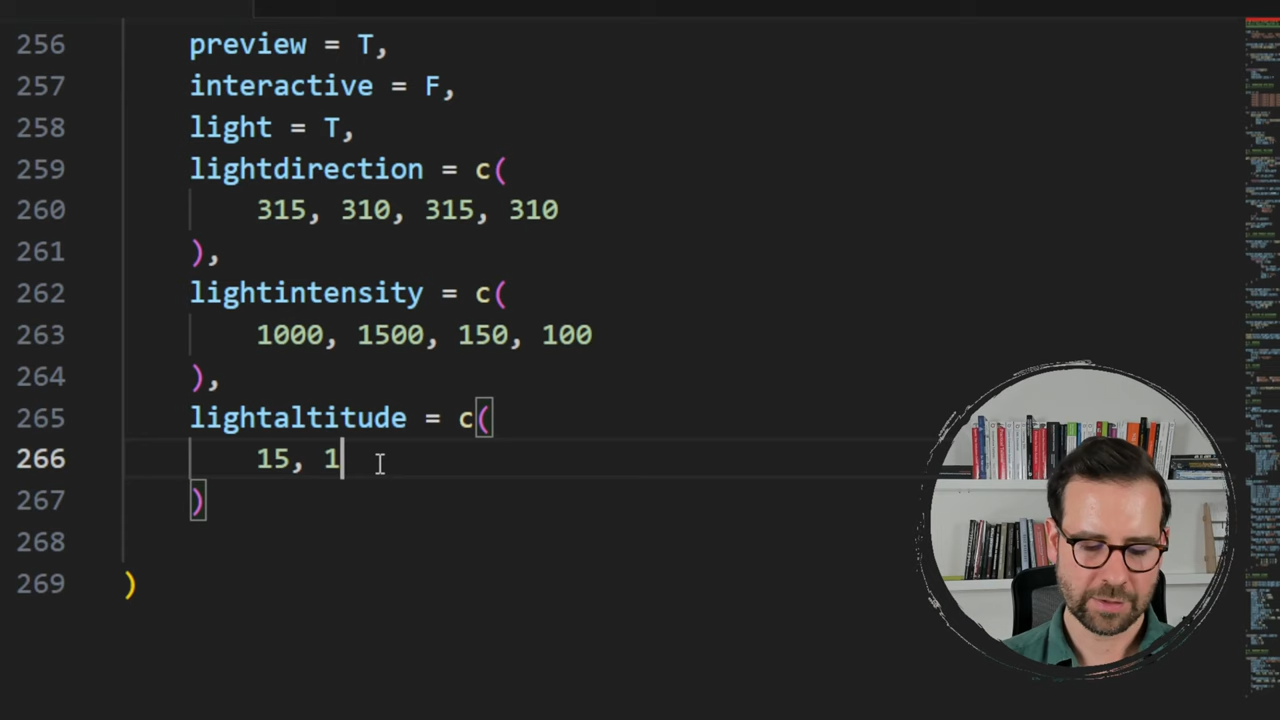 256 preview = T,
257 interactive = F,
258 light = T,
259 lightdirection = c(
260 315, 310, 315, 310
261 ),
262 lightintensity = c(
263 1000, 1500, 150, 100
264 ),
265 lightaltitude = c(
266 15, 1
267 )
268
269 )